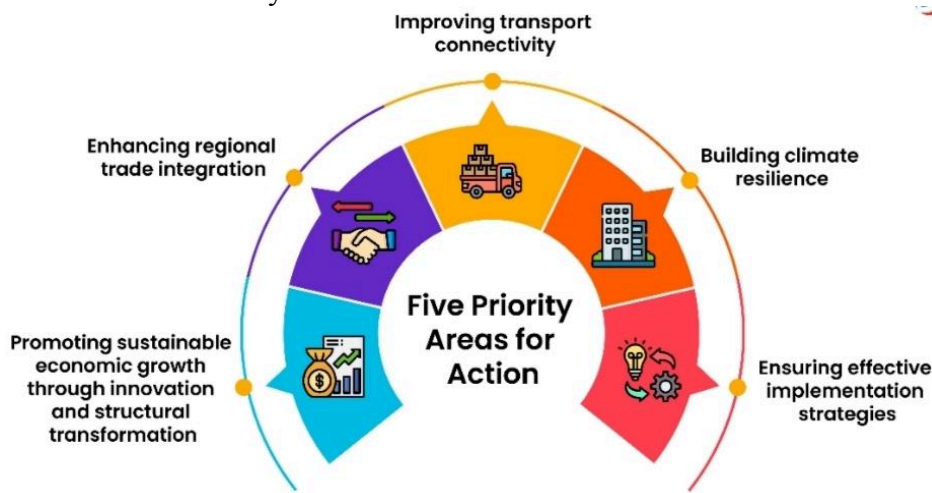 Improving transport
connectivity
Enhancing regional
trade integration
Building climate
resilience
Five Priority
Areas for
Action
Promoting sustainable
economic growth
through innovation
and structural
transformation
Ensuring effective
implementation
strategies